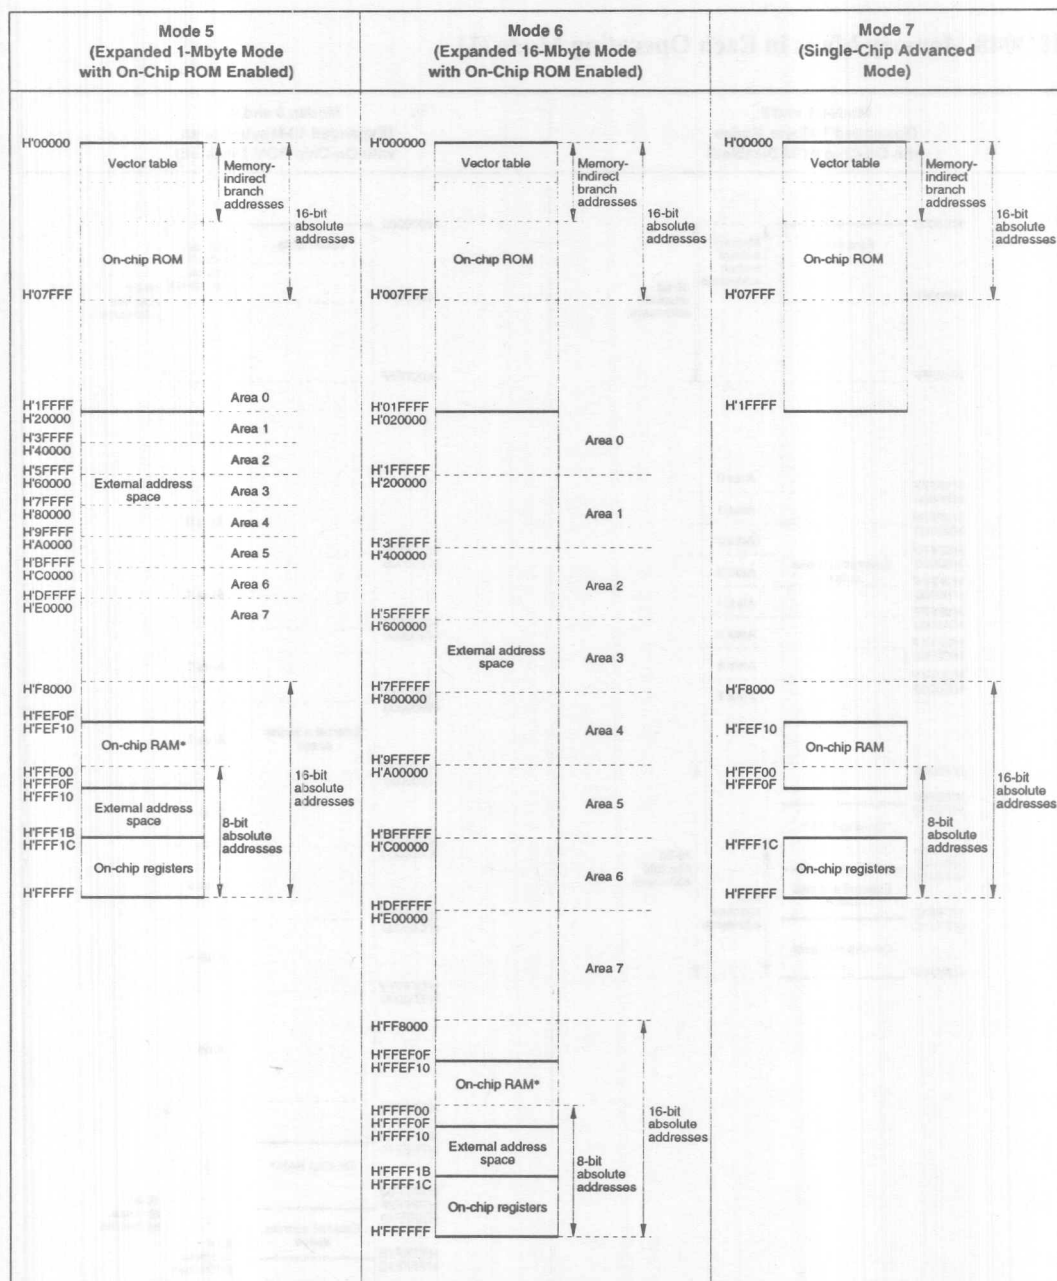 Mode 5
(Expanded 1-Mbyte Mode
with On-Chip ROM Enabled)
Mode 6
(Expanded 16-Mbyte Mode
with On-Chip ROM Enabled)
Mode 7
(Single-Chip Advanced
Mode)
H'00000
Vector table
Memory-
indirect
branch
addresses
16-bit
absolute
addresses
On-chip ROM
H'07FFF
H'1FFFF
H'20000
H'3FFFF
H'40000
H'5FFFF
H'60000
H'7FFFF
H'80000
H'9FFFF
H'A0000
H'BFFFF
H'C0000
H'DFFFF
H'E0000
External address
space
Area 0
Area 1
Area 2
Area 3
Area 4
Area 5
Area 6
Area 7
H'F8000
H'FEF0F
H'FEF10
On-chip RAM*
H'FFF00
H'FFF0F
H'FFF10
External address
space
H'FFF1B
H'FFF1C
On-chip registers
H'FFFFF
8-bit
absolute
addresses
16-bit
absolute
addresses
H'000000
Vector table
Memory-
indirect
branch
addresses
16-bit
absolute
addresses
On-chip ROM
H'007FFF
H'01FFFF
H'020000
Area 0
H'1FFFFF
H'200000
Area 1
H'3FFFFF
H'400000
Area 2
H'5FFFFF
H'600000
External address
space
Area 3
H'7FFFFF
H'800000
Area 4
H'9FFFFF
H'A00000
Area 5
H'BFFFFF
H'C00000
Area 6
H'DFFFFF
H'E00000
Area 7
H'FF8000
H'FFEF0F
H'FFEF10
On-chip RAM*
H'FFFF00
H'FFFF0F
H'FFFF10
External address
space
H'FFFF1B
H'FFFF1C
On-chip registers
H'FFFFFF
8-bit
absolute
addresses
16-bit
absolute
addresses
H'00000
Vector table
Memory-
indirect
branch
addresses
16-bit
absolute
addresses
On-chip ROM
H'07FFF
H'1FFFF
H'F8000
H'FEF10
On-chip RAM
H'FFF00
H'FFF0F
H'FFF1C
On-chip registers
H'FFFFF
8-bit
absolute
addresses
16-bit
absolute
addresses